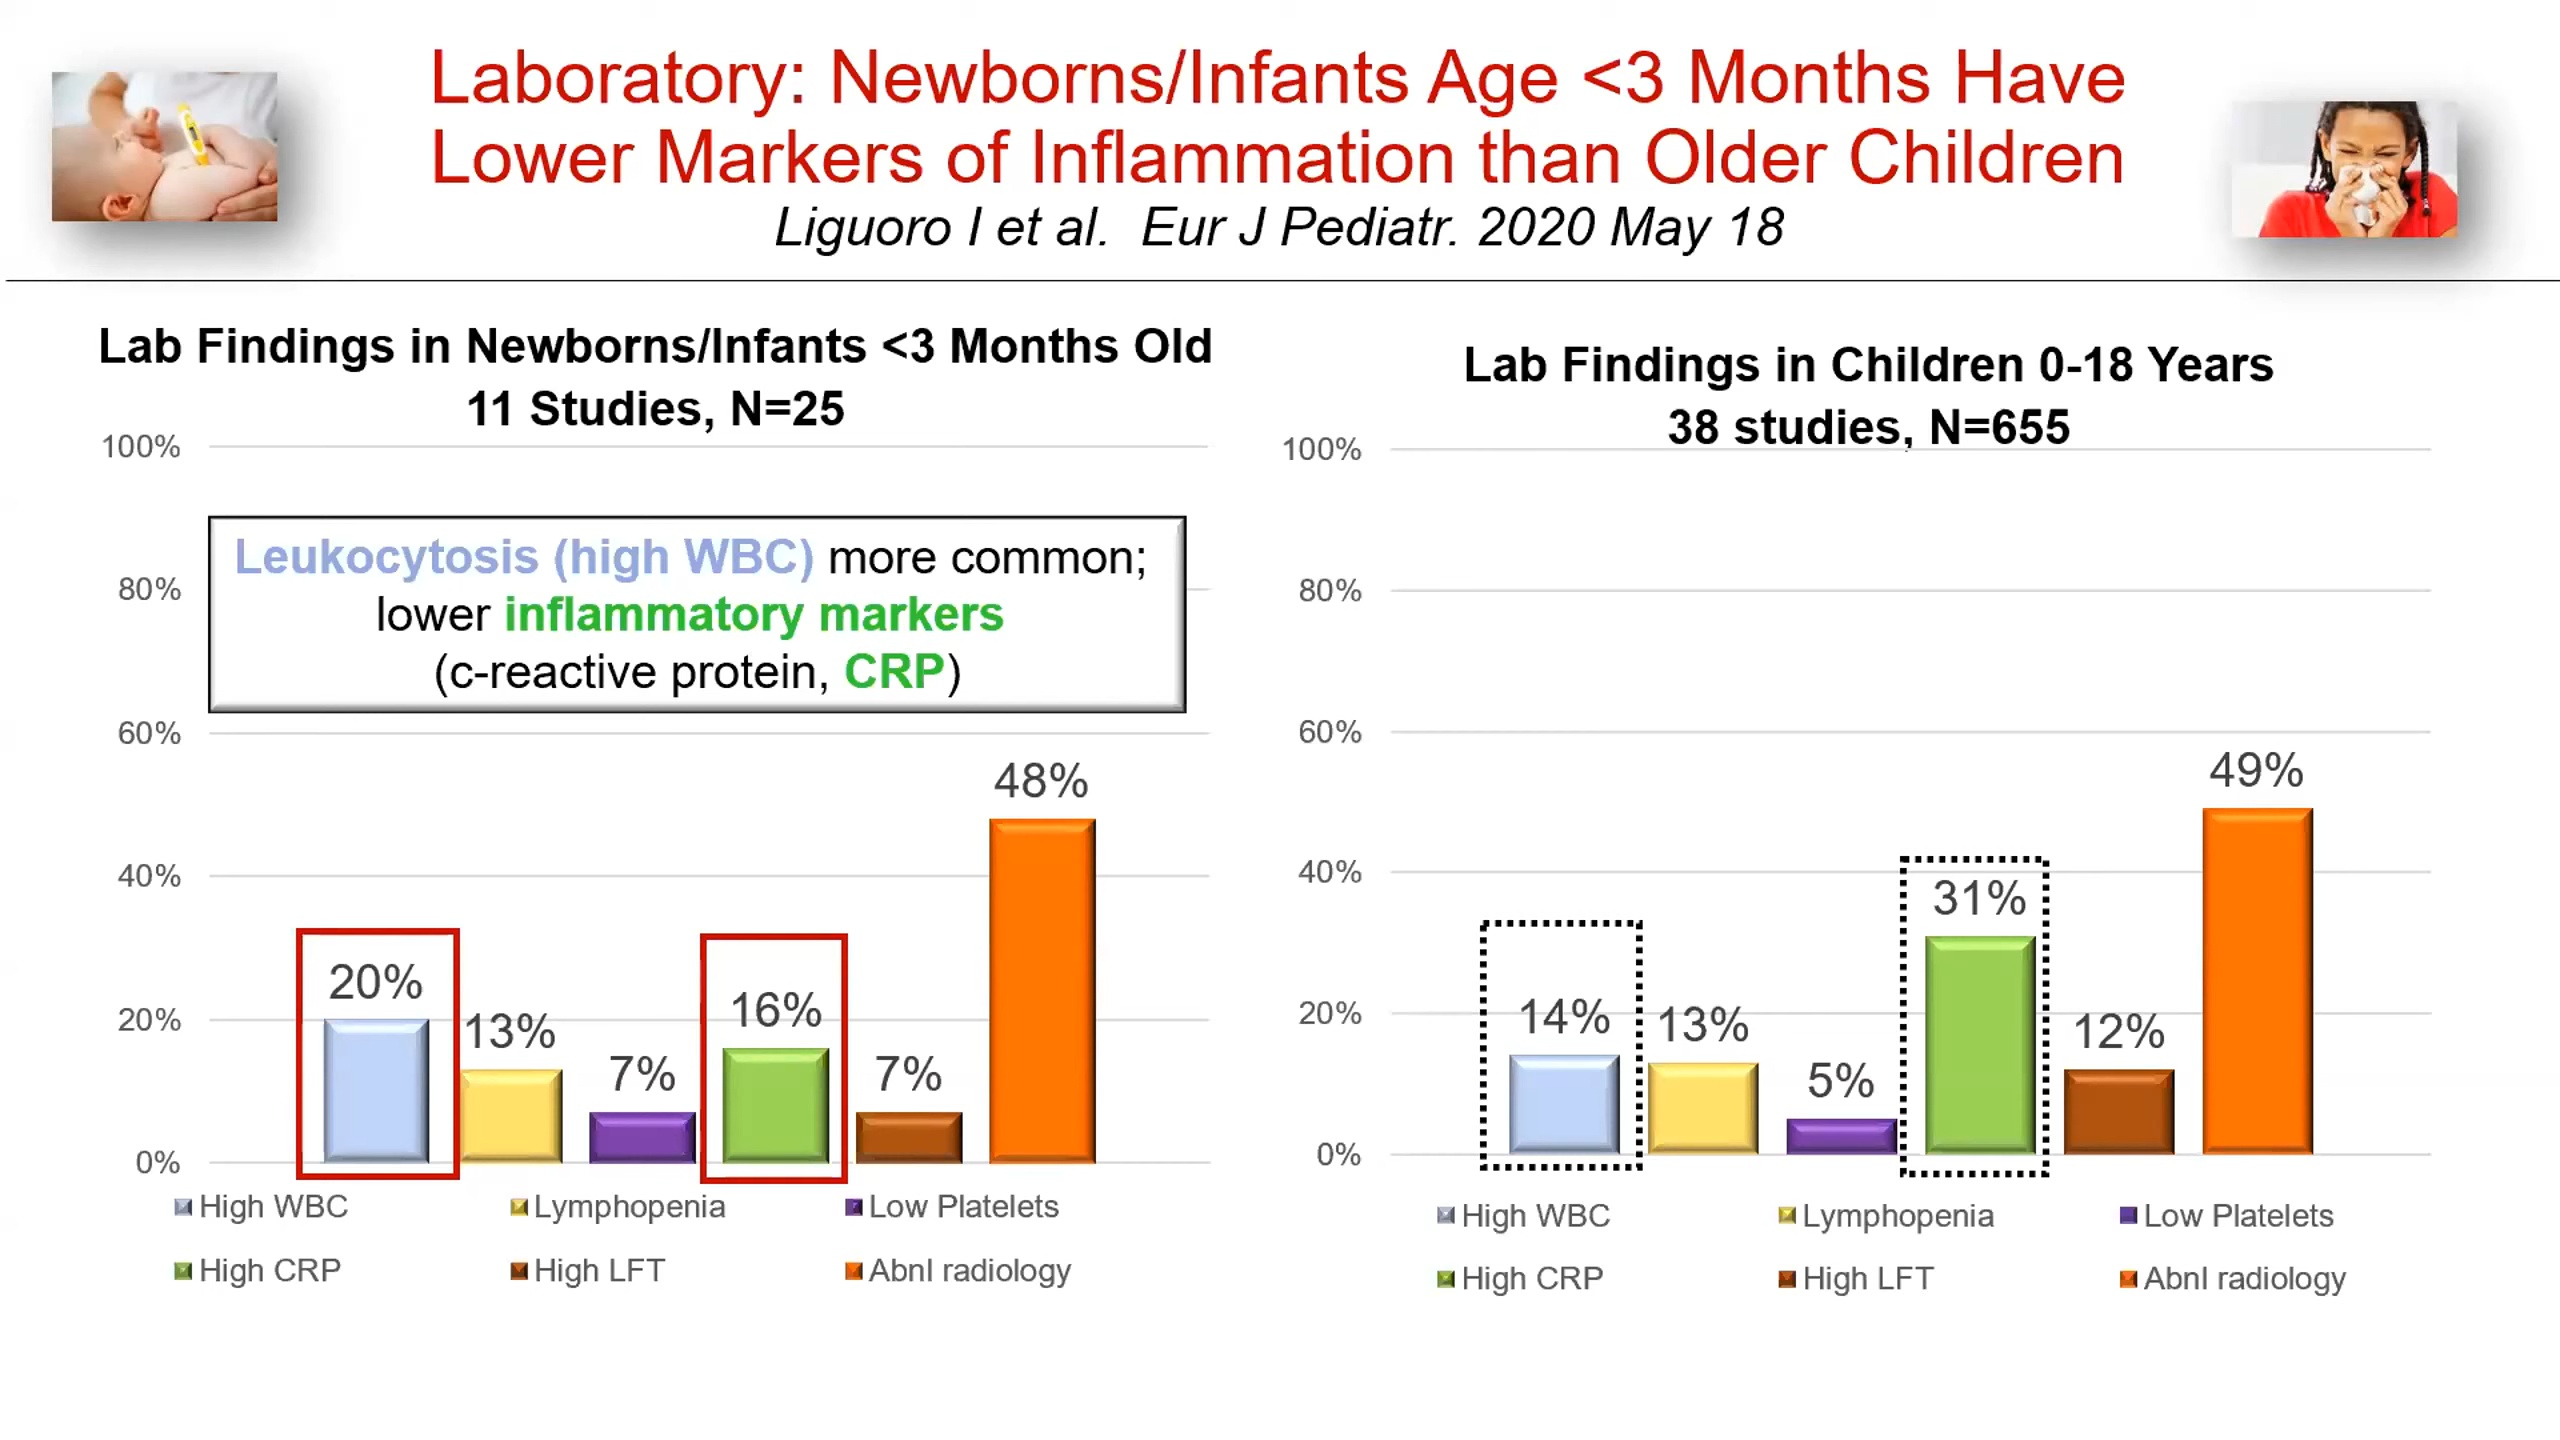 Laboratory: Newborns/Infants Age <3 Months Have
Lower Markers of Inflammation than Older Children
Liguoro I et al.  Eur J Pediatr. 2020 May 18
Lab Findings in Newborns/Infants <3 Months Old
11 Studies, N=25
100%
80%
60%
40%
20%
0%
Leukocytosis (high WBC) more common;
lower inflammatory markers
(c-reactive protein, CRP)
20%
13%
7%
16%
7%
48%
High WBC
Lymphopenia
Low Platelets
High CRP
High LFT
Abnl radiology
Lab Findings in Children 0-18 Years
38 studies, N=655
100%
80%
60%
40%
20%
0%
14%
13%
5%
31%
12%
49%
High WBC
Lymphopenia
Low Platelets
High CRP
High LFT
Abnl radiology